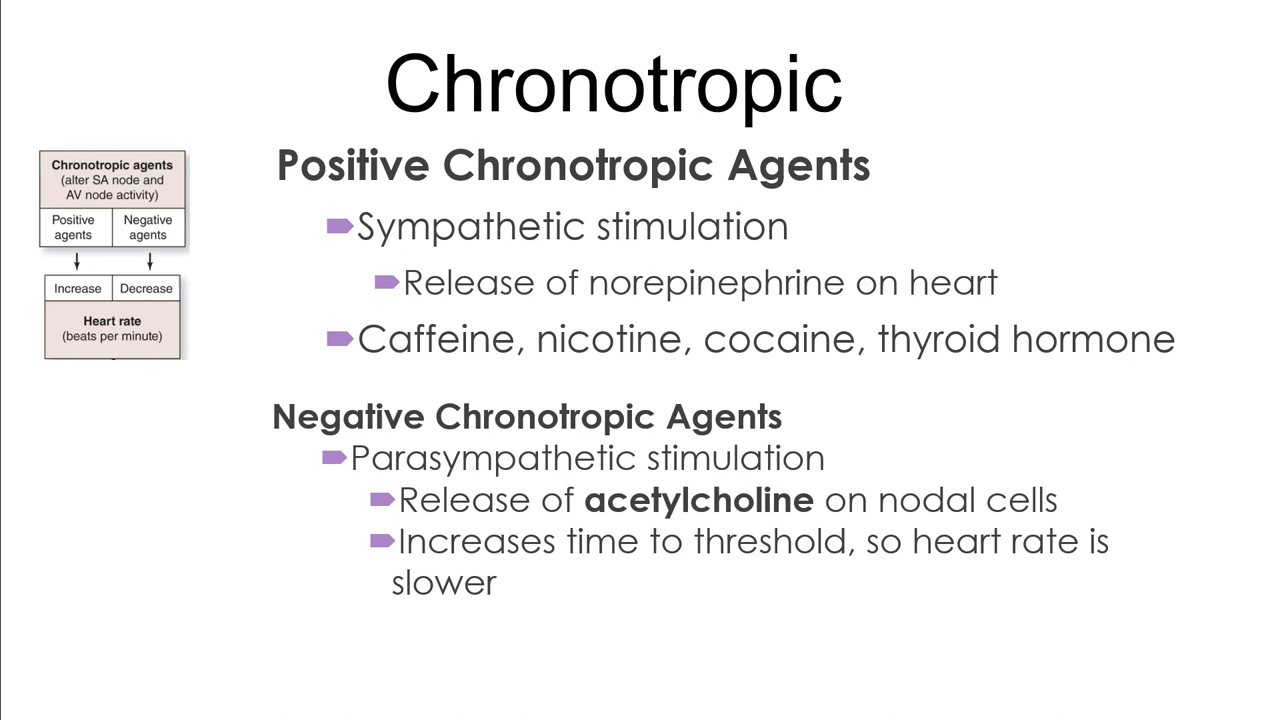 Chronotropic
Chronotropic agents
(alter SA node and
AV node activity)
Positive
agents
Negative
agents
Increase
Decrease
Heart rate
(beats per minute)
Positive Chronotropic Agents
Sympathetic stimulation
Release of norepinephrine on heart
Caffeine, nicotine, cocaine, thyroid hormone
Negative Chronotropic Agents
Parasympathetic stimulation
Release of acetylcholine on nodal cells
Increases time to threshold, so heart rate is
slower